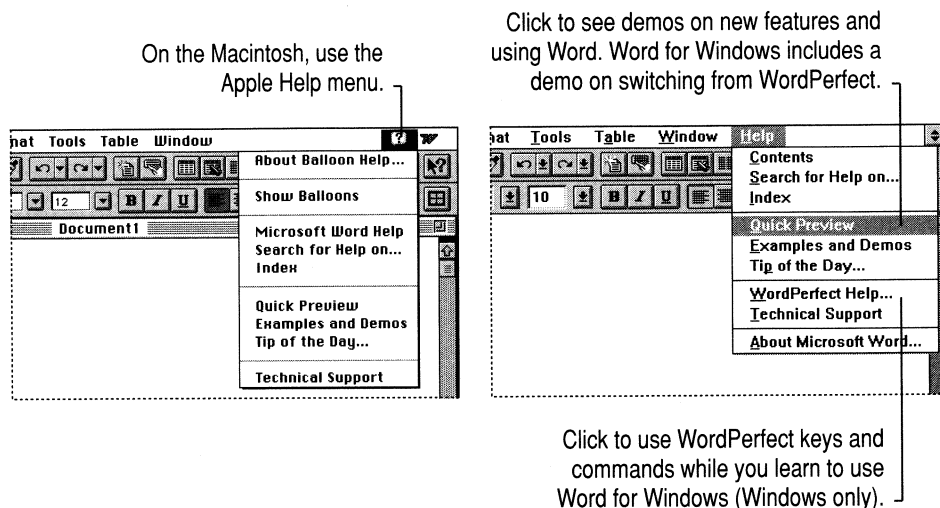 On the Macintosh, use the
Apple Help menu.
Click to see demos on new features and
using Word. Word for Windows includes a
demo on switching from WordPerfect.
mat Tools Table Window
12
B I U
Document1
About Balloon Help...
Show Balloons
Microsoft Word Help
Search for Help on...
Index
Quick Preview
Examples and Demos
Tip of the Day...
Technical Support
mat Tools Table Window Help
10
B I U
Contents
Search for Help on...
Index
Quick Preview
Examples and Demos
Tip of the Day...
WordPerfect Help...
Technical Support
About Microsoft Word...
Click to use WordPerfect keys and
commands while you learn to use
Word for Windows (Windows only).